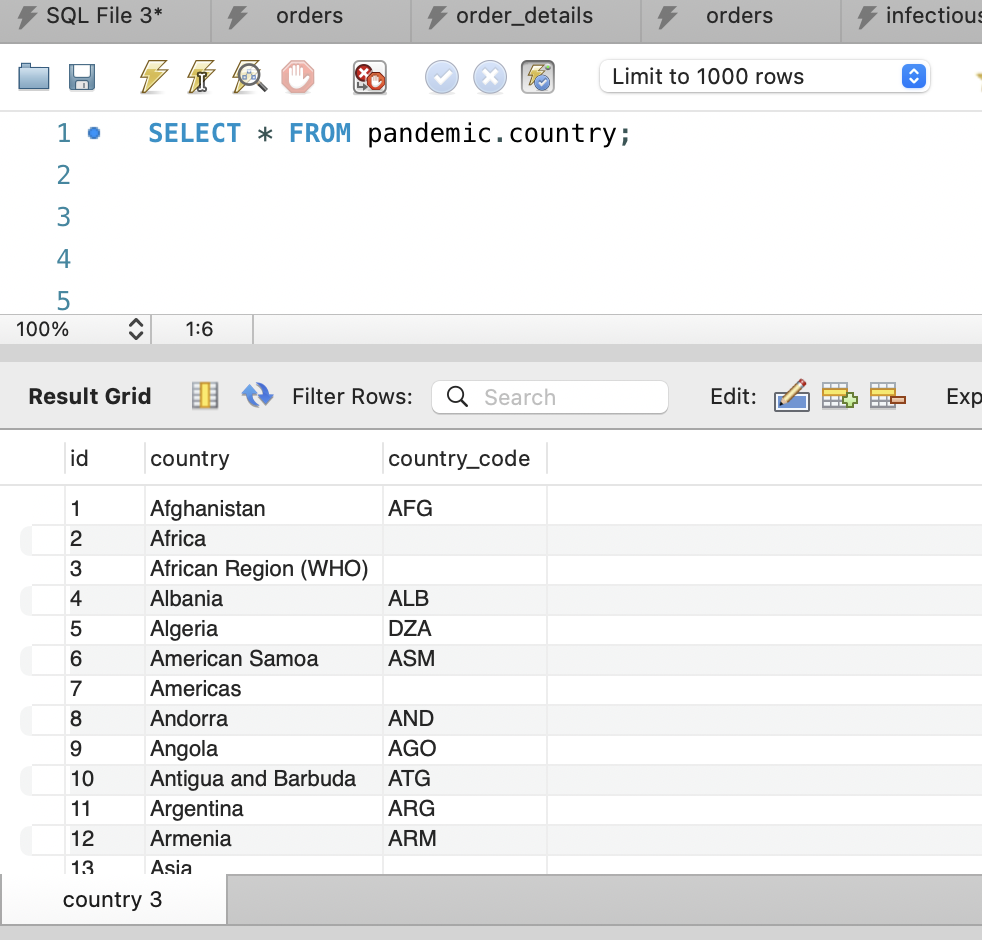 SQL File 3* orders order_details orders infectious
Limit to 1000 rows
1 SELECT * FROM pandemic.country;
2
3
4
5
100% 1:6
Result Grid Filter Rows: Search Edit: Exp
id country country_code
1 Afghanistan AFG
2 Africa
3 African Region (WHO)
4 Albania ALB
5 Algeria DZA
6 American Samoa ASM
7 Americas
8 Andorra AND
9 Angola AGO
10 Antigua and Barbuda ATG
11 Argentina ARG
12 Armenia ARM
13 Asia
country 3